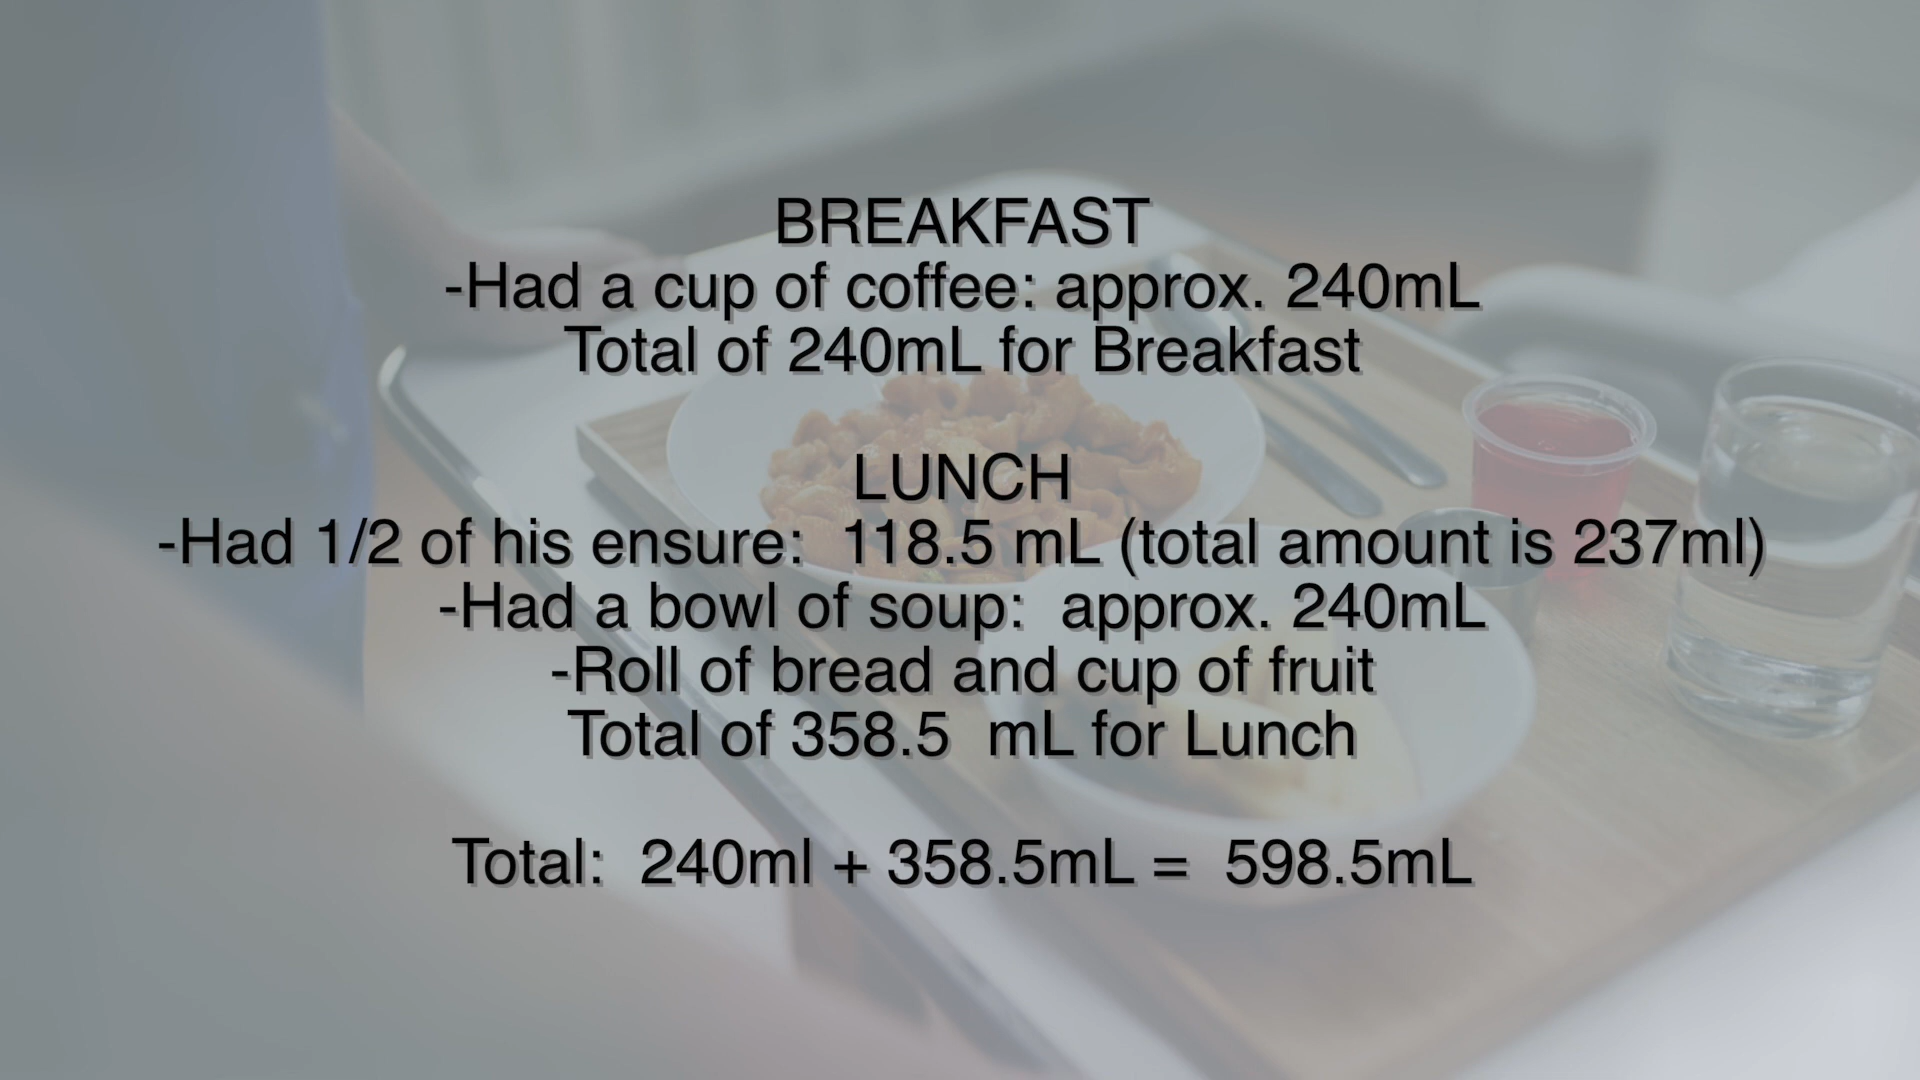 BREAKFAST
-Had a cup of coffee: approx. 240mL
Total of 240mL for Breakfast
LUNCH
-Had 1/2 of his ensure:  118.5 mL (total amount is 237ml)
-Had a bowl of soup:  approx. 240mL
-Roll of bread and cup of fruit
Total of 358.5  mL for Lunch
Total:  240ml + 358.5mL =  598.5mL